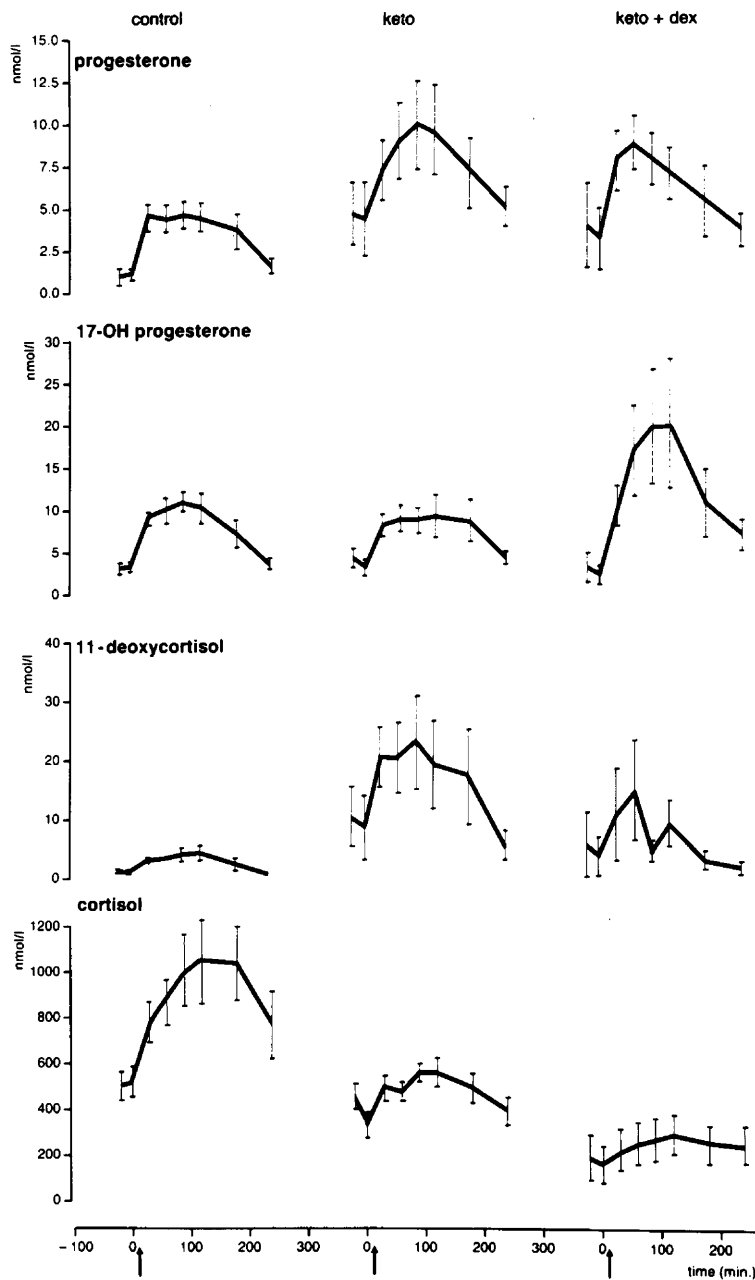 control keto keto + dex
nmol/l
progesterone
15.0
12.5
10.0
7.5
5.0
2.5
0.0
17-OH progesterone
nmol/l
30
25
20
15
10
5
0
11-deoxycortisol
nmol/l
40
30
20
10
0
cortisol
nmol/l
1200
1000
800
600
400
200
0
-100 0 100 200 300 0 100 200 300 0 100 200
time (min.)